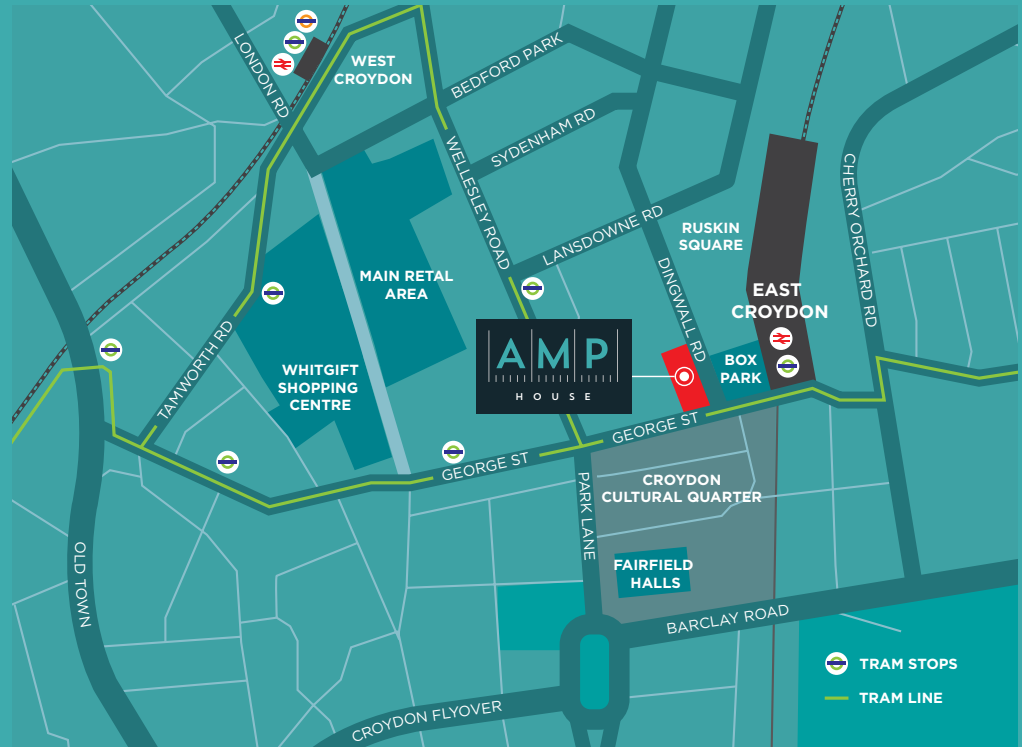 LONDON RD
WEST
CROYDON
BEDFORD PARK
SYDENHAM RD
WELLESLEY ROAD
LANSDOWNE RD
RUSKIN
SQUARE
CHERRY ORCHARD RD
MAIN RETAL
AREA
DINGWALL RD
EAST
CROYDON
TAMWORTH RD
WHITGIFT
SHOPPING
CENTRE
AMP
HOUSE
BOX
PARK
GEORGE ST
GEORGE ST
PARK LANE
CROYDON
CULTURAL QUARTER
OLD TOWN
FAIRFIELD
HALLS
BARCLAY ROAD
CROYDON FLYOVER
TRAM STOPS
TRAM LINE